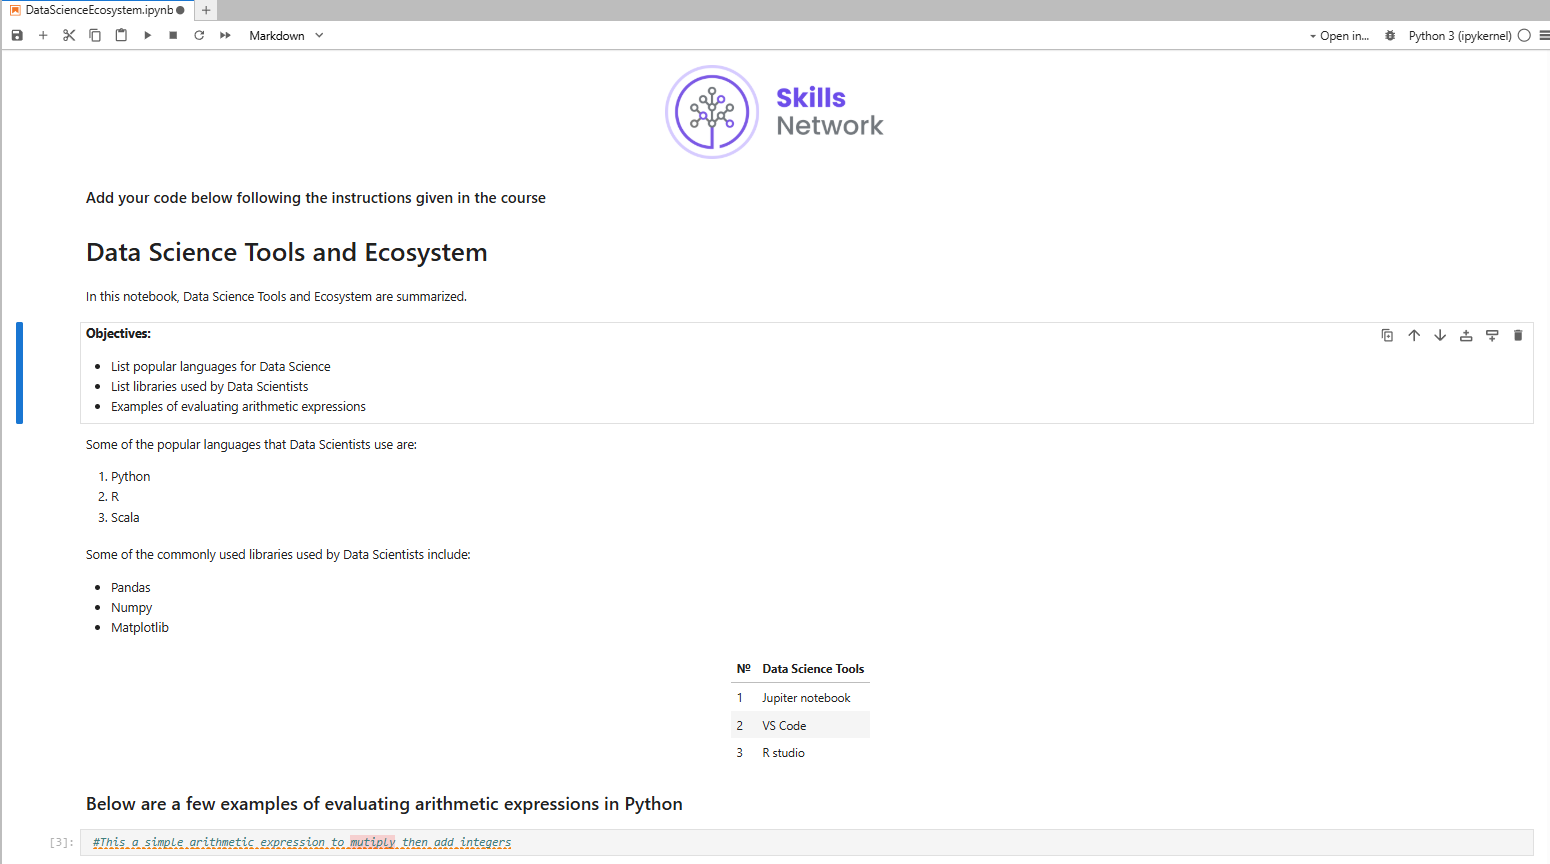 DataScienceEcosystem.ipynb
Markdown
Open in...
Python 3 (ipykernel)
Skills
Network
Add your code below following the instructions given in the course
Data Science Tools and Ecosystem
In this notebook, Data Science Tools and Ecosystem are summarized.
Objectives:
List popular languages for Data Science
List libraries used by Data Scientists
Examples of evaluating arithmetic expressions
Some of the popular languages that Data Scientists use are:
1. Python
2. R
3. Scala
Some of the commonly used libraries used by Data Scientists include:
Pandas
Numpy
Matplotlib
Nº Data Science Tools
1 Jupiter notebook
2 VS Code
3 R studio
Below are a few examples of evaluating arithmetic expressions in Python
[3]: #This a simple arithmetic expression to mutiply then add integers